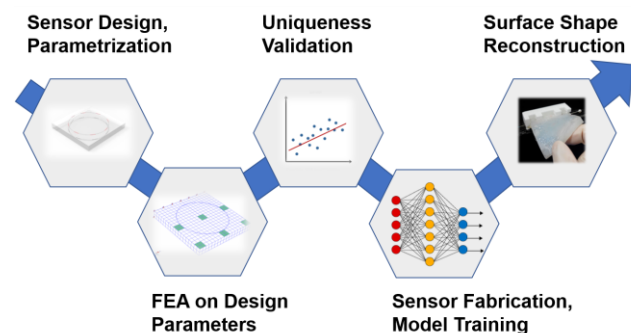 Sensor Design,
Parametrization
Uniqueness
Validation
Surface Shape
Reconstruction
FEA on Design
Parameters
Sensor Fabrication,
Model Training